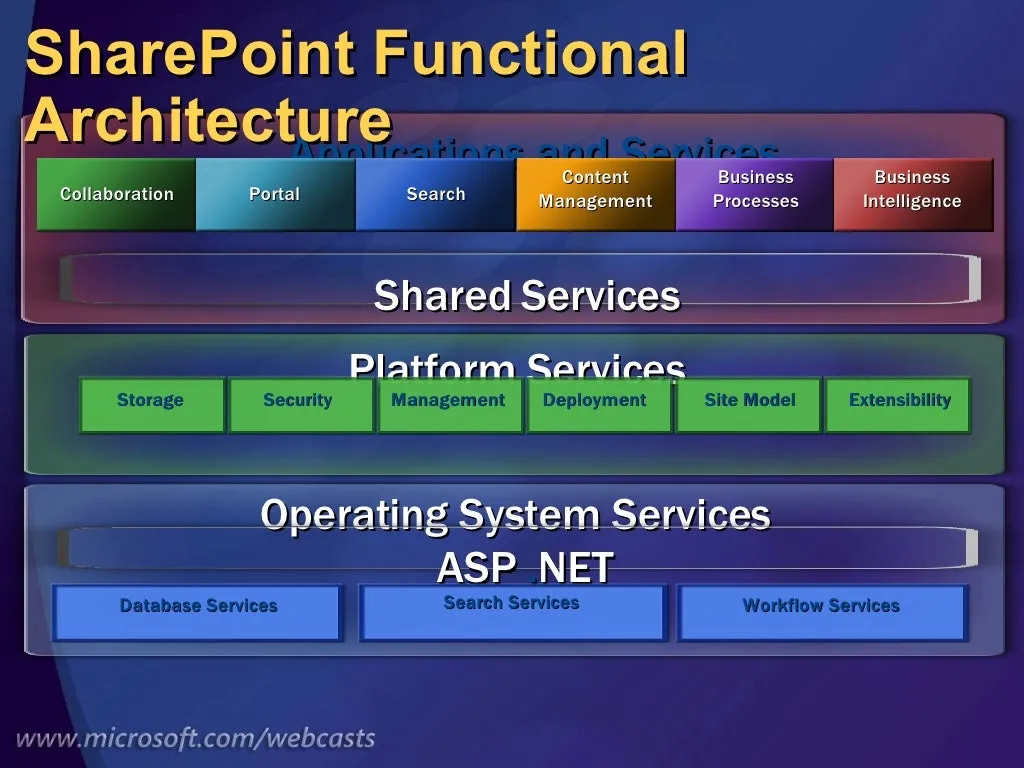 SharePoint Functional
Architecture
Applications and Services
Collaboration
Portal
Search
Content
Management
Business
Processes
Business
Intelligence
Shared Services
Platform Services
Storage
Security
Management
Deployment
Site Model
Extensibility
Operating System Services
ASP .NET
Database Services
Search Services
Workflow Services
www.microsoft.com/webcasts